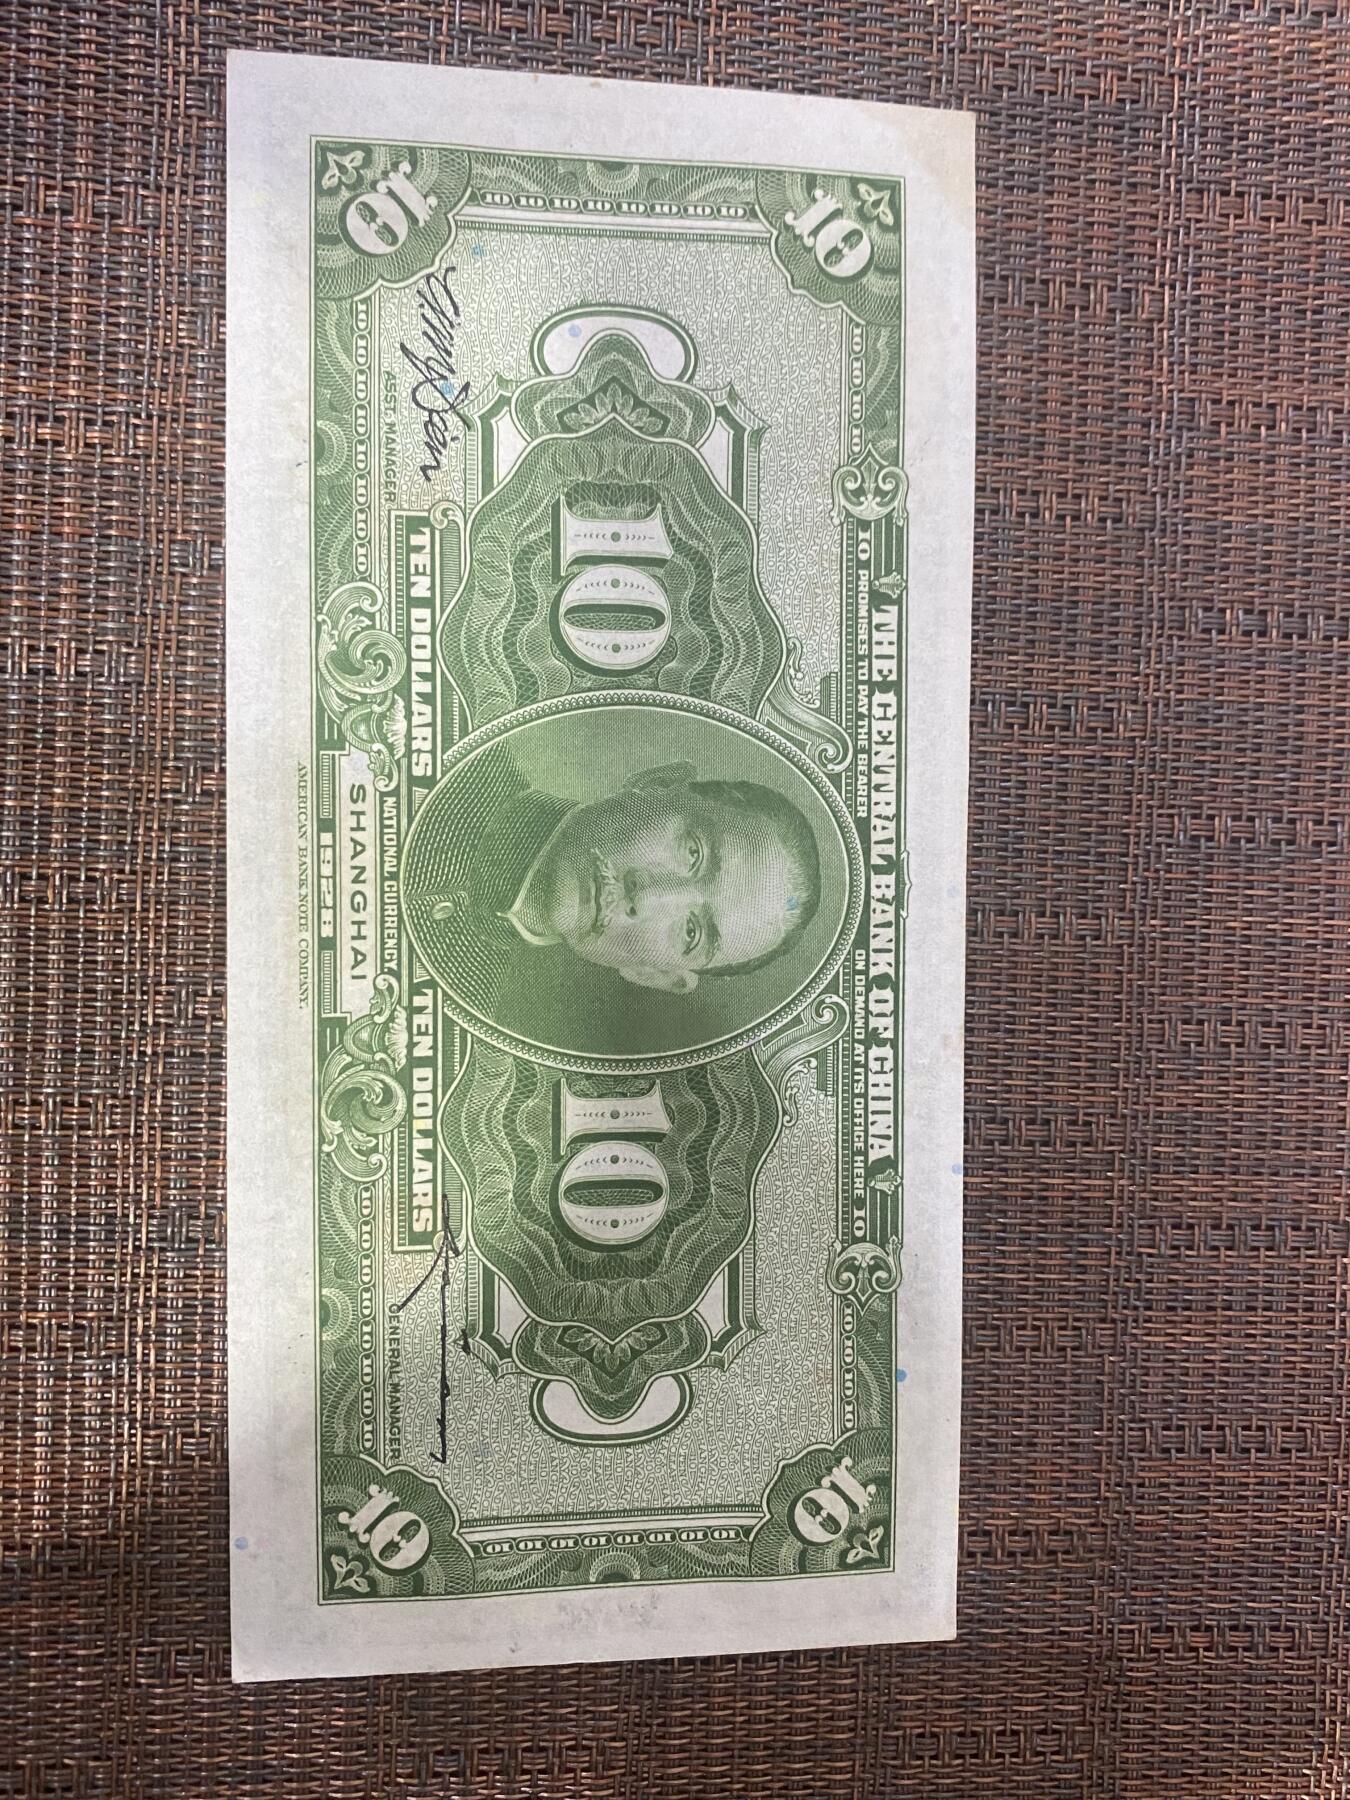 THE CENTRAL BANK OF CHINA
10 PROMISES TO PAY THE BEARER ON DEMAND AT ITS OFFICE HERE 10
10 10
10 10
TEN DOLLARS TEN DOLLARS
NATIONAL CURRENCY
ASST. MANAGER GENERAL MANAGER
SHANGHAI
10 1928 10
AMERICAN BANK NOTE COMPANY.